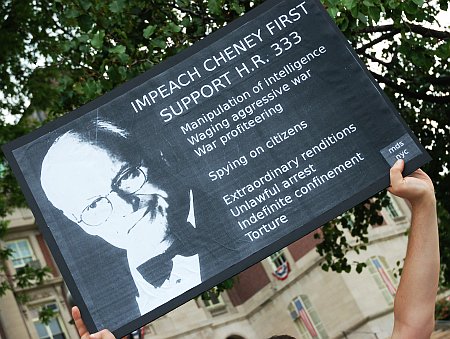 IMPEACH CHENEY FIRST
SUPPORT H.R. 333
Manipulation of intelligence
Waging aggressive war
War profiteering
Spying on citizens
Extraordinary renditions
Unlawful arrest
Indefinite confinement
Torture
mds
nyc